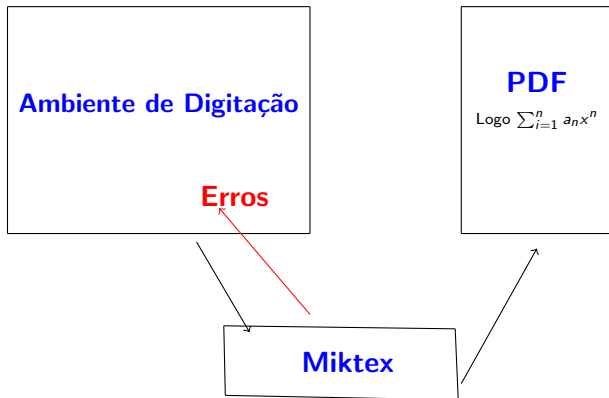 Ambiente de Digitação
Erros
PDF
Logo $\sum_{i=1}^{n} a_n x^n$
Miktex